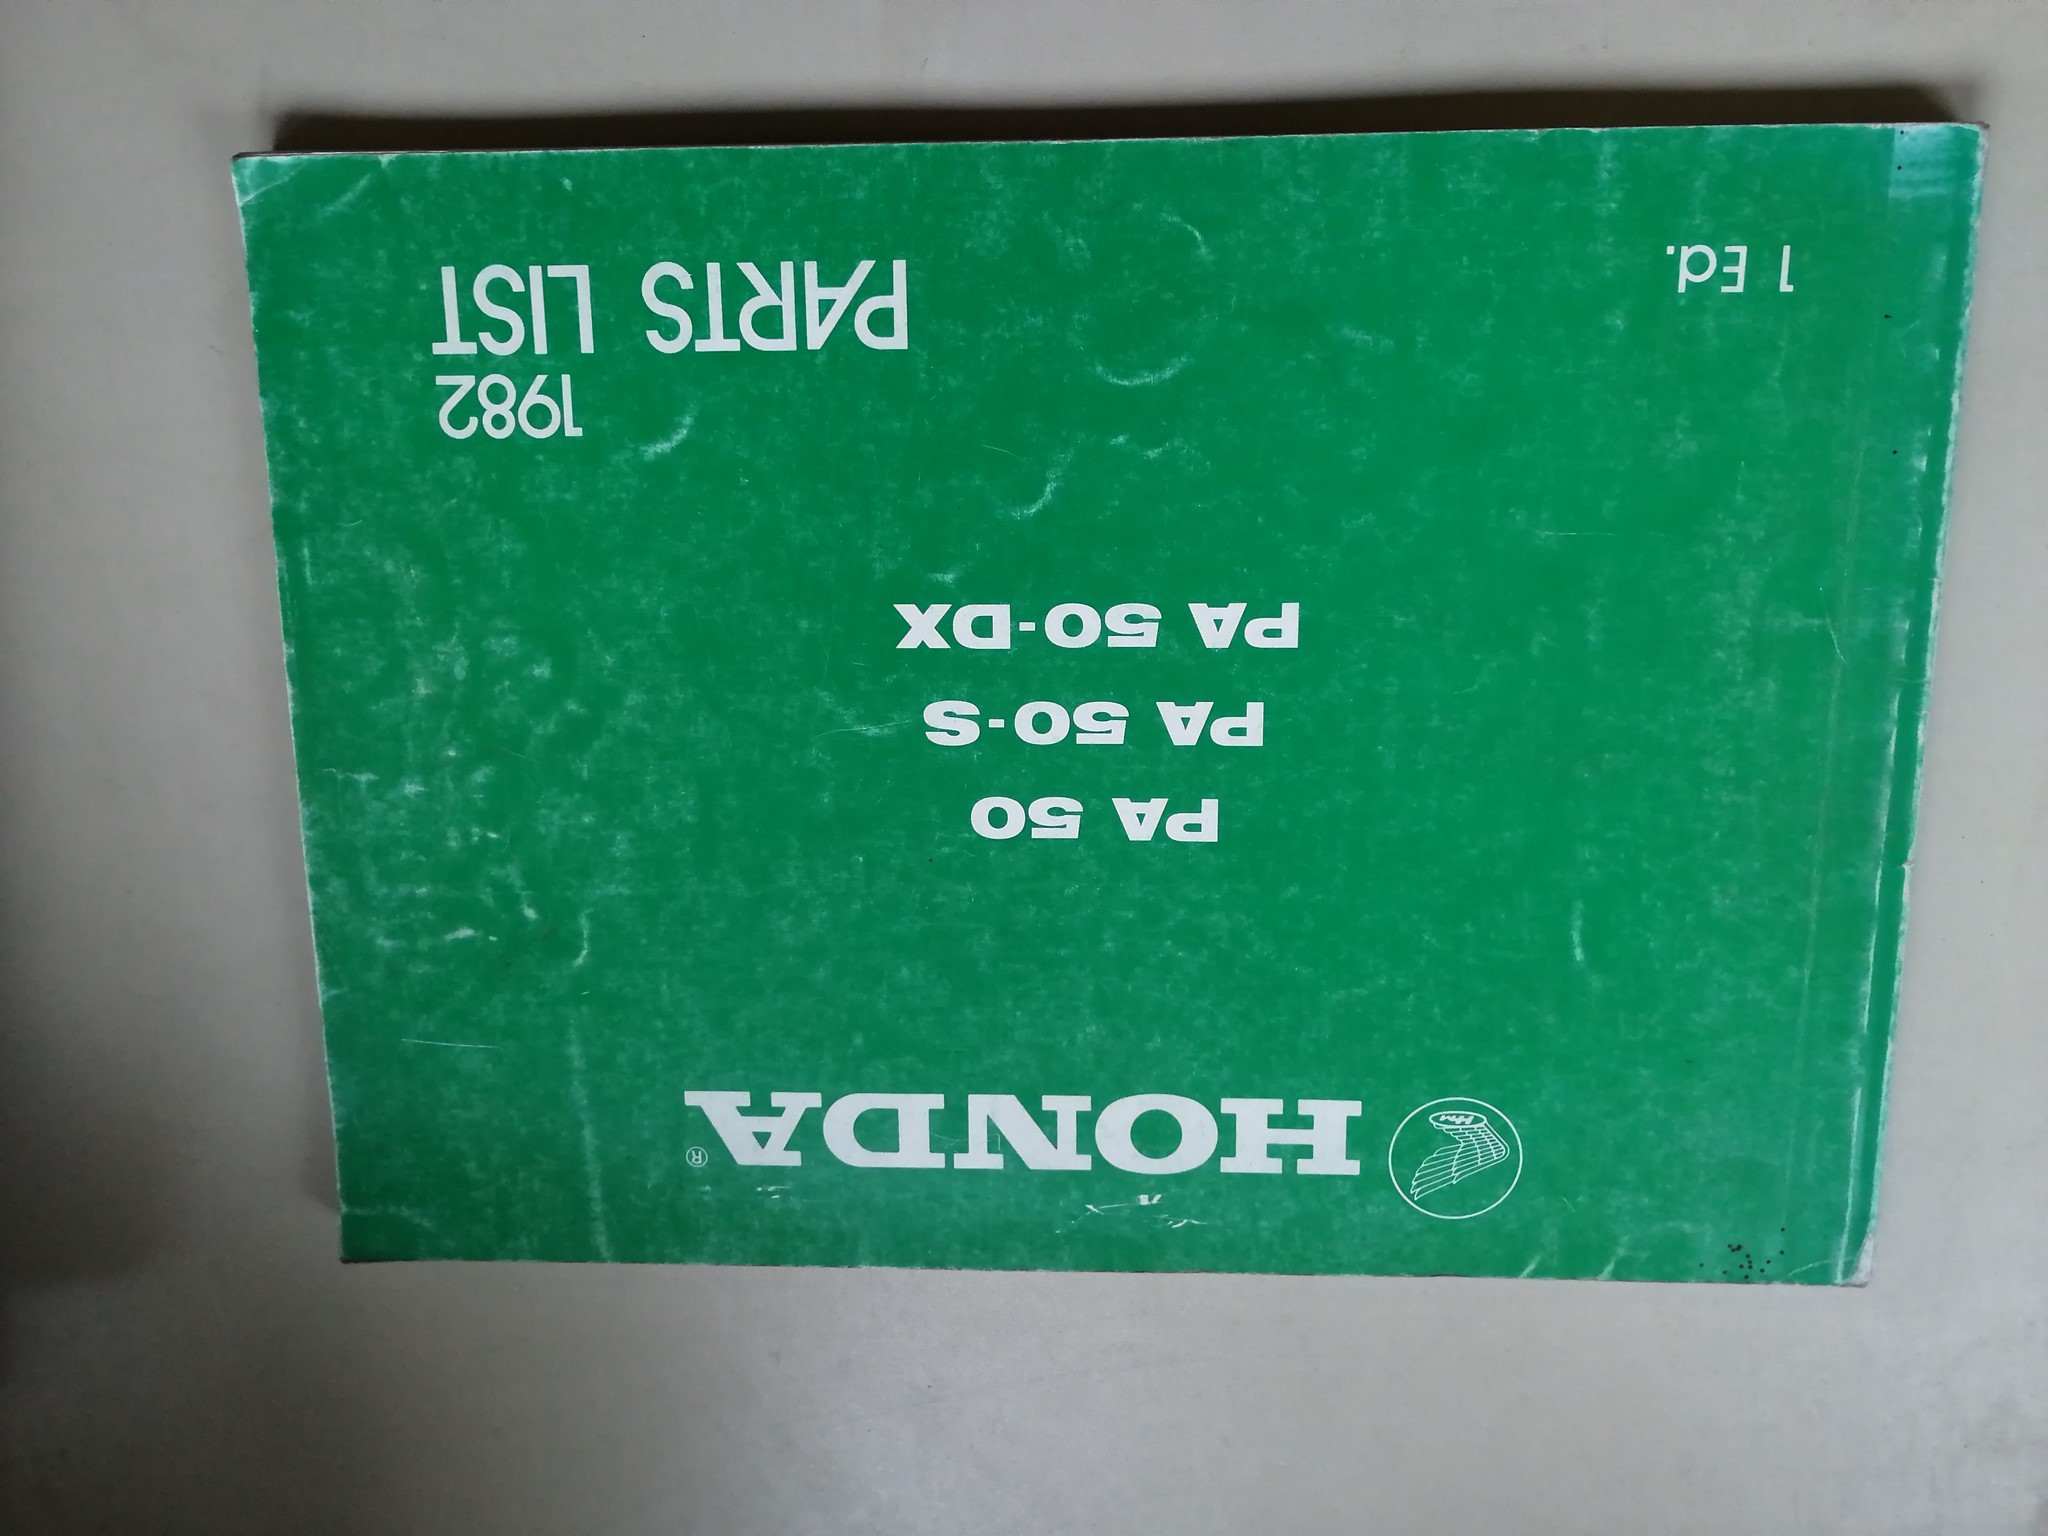 HONDA®
PA 50
PA 50-S
PA 50-DX
1982
PARTS LIST
1 Ed.